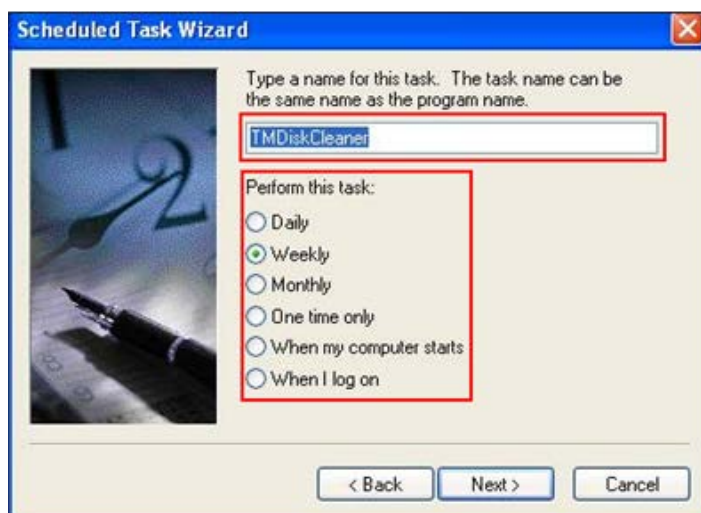 Scheduled Task Wizard
Type a name for this task. The task name can be
the same name as the program name.
TMDiskCleaner
Perform this task:
Daily
Weekly
Monthly
One time only
When my computer starts
When I log on
< Back Next > Cancel